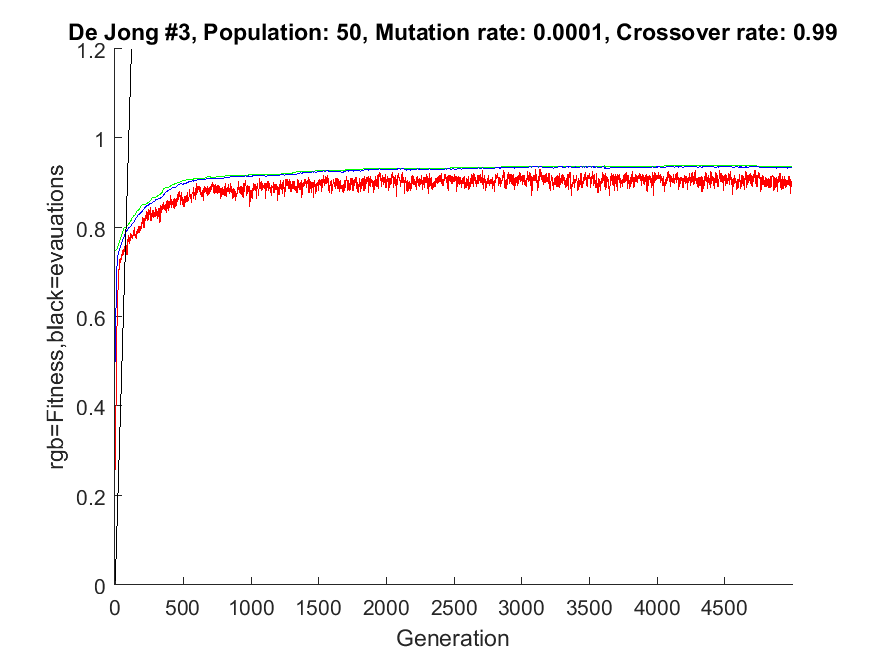 De Jong #3, Population: 50, Mutation rate: 0.0001, Crossover rate: 0.99
1.2
1
0.8
0.6
0.4
0.2
0
rgb=Fitness,black=evauations
0 500 1000 1500 2000 2500 3000 3500 4000 4500
Generation